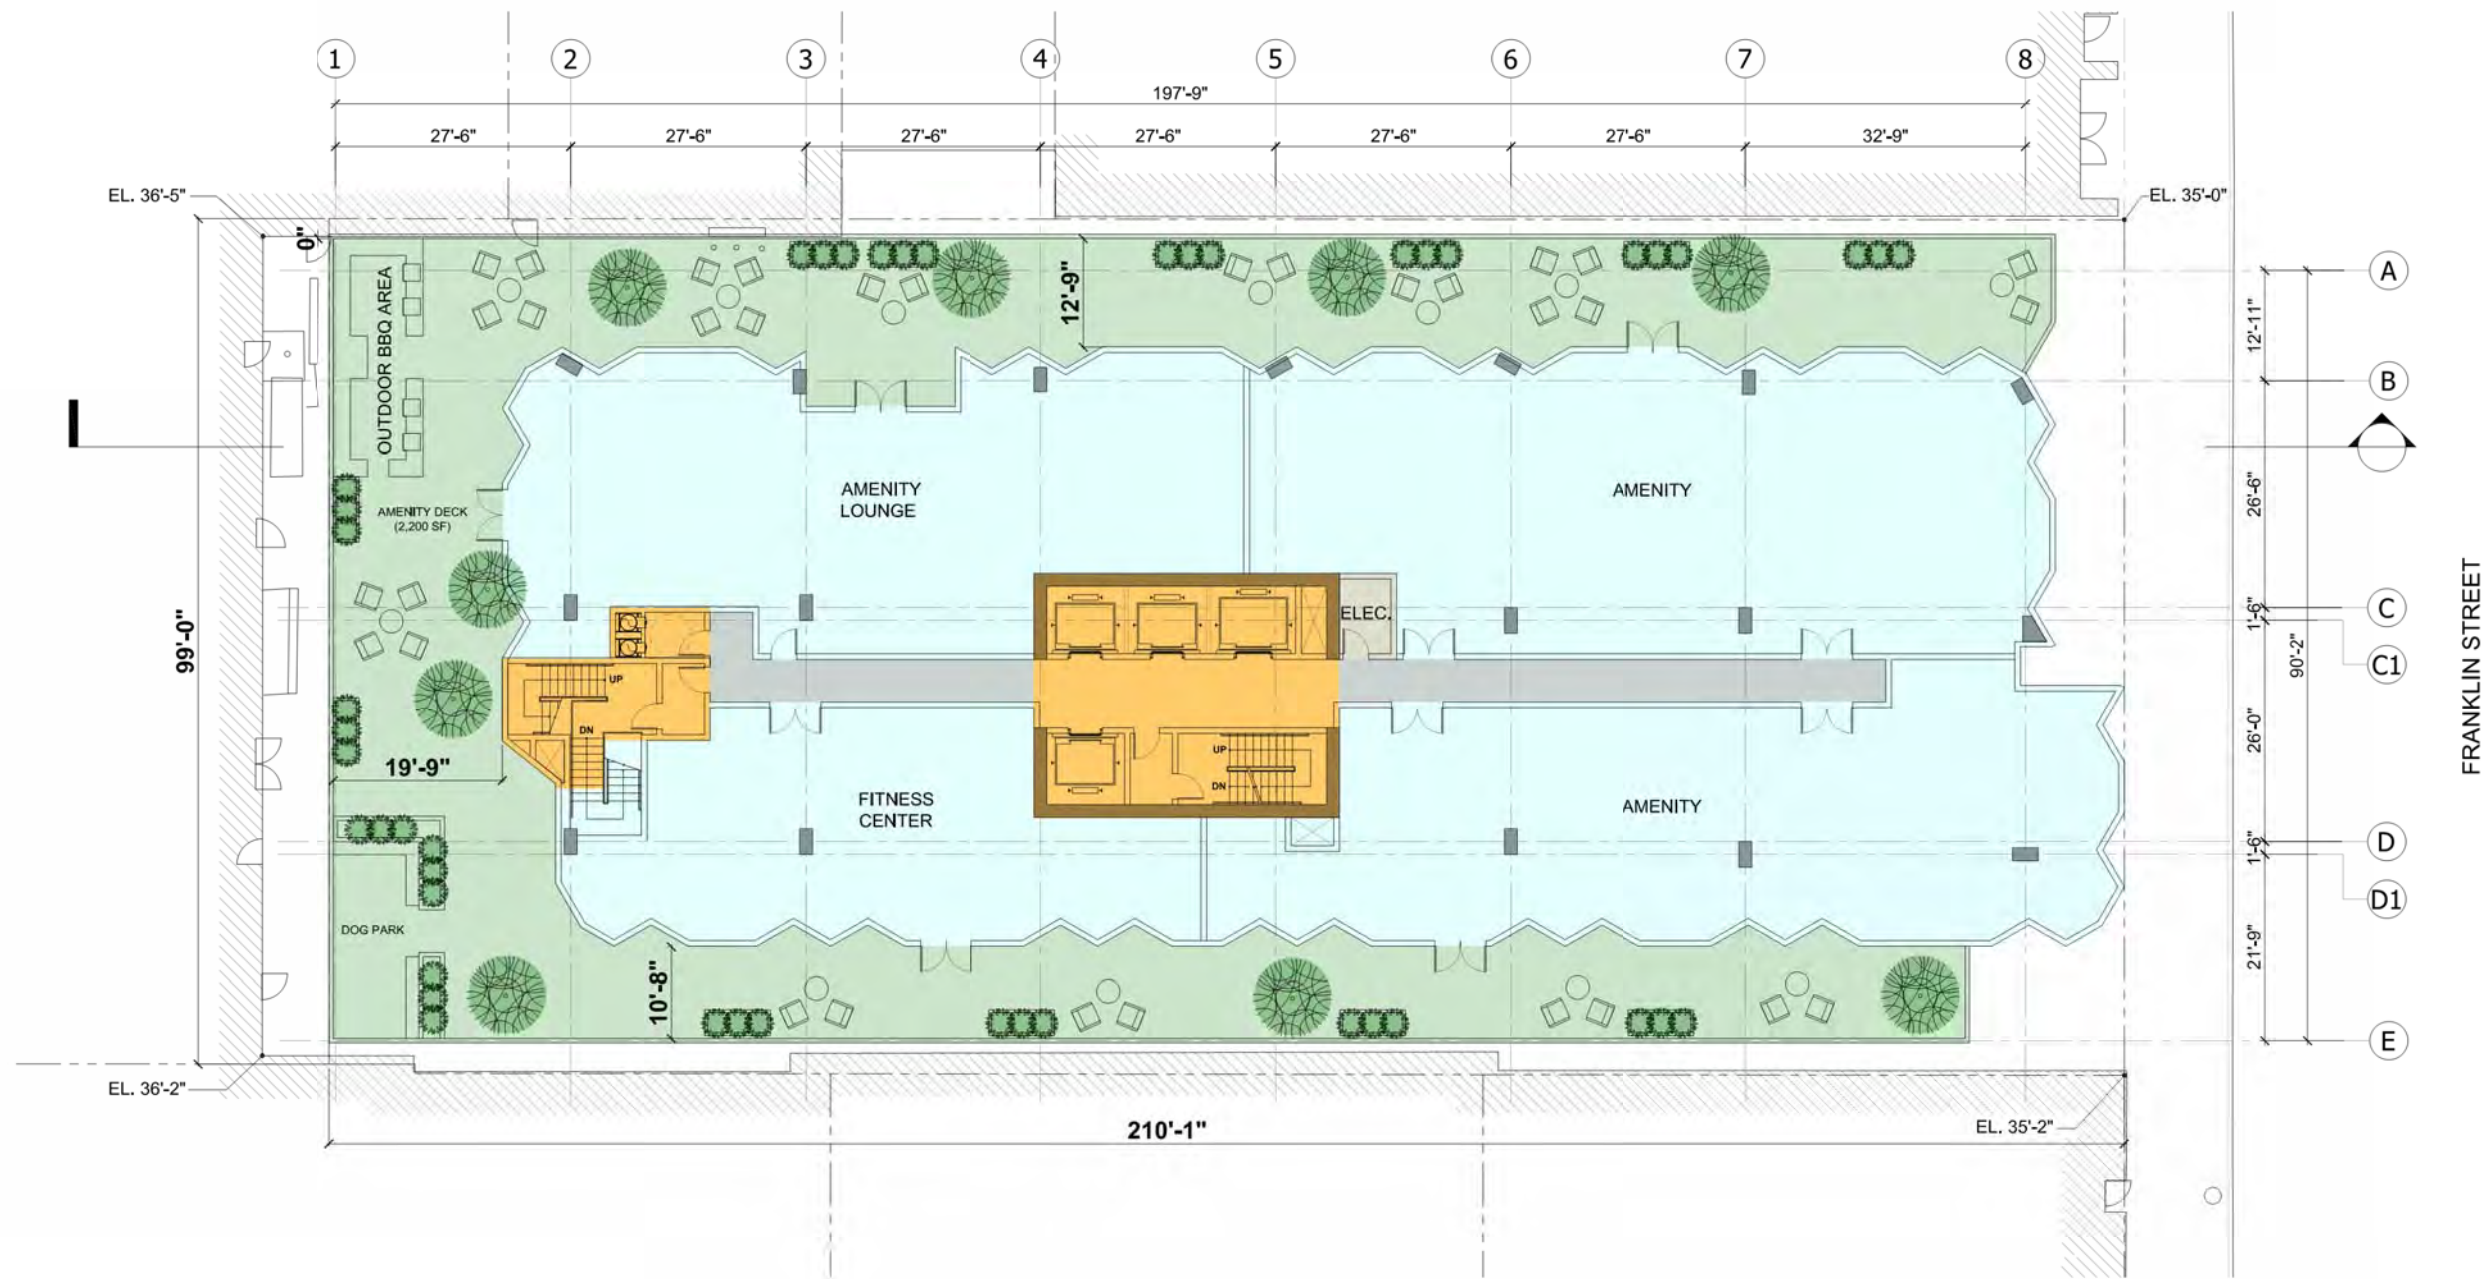 1 2 3 4 5 6 7 8
197'-9"
27'-6" 27'-6" 27'-6" 27'-6" 27'-6" 27'-6" 32'-9"
EL. 36'-5"
EL. 35'-0"
0"
A
12'-9"
12'-11"
OUTDOOR BBQ AREA
B
AMENITY
LOUNGE
AMENITY
26'-6"
AMENITY DECK
(2,200 SF)
99'-0"
ELEC.
1'-6"
C
90'-2"
C1
FRANKLIN STREET
UP
DN
26'-0"
19'-9"
UP
DN
FITNESS
CENTER
AMENITY
1'-6"
D
D1
DOG PARK
10'-8"
21'-9"
E
EL. 36'-2"
210'-1"
EL. 35'-2"